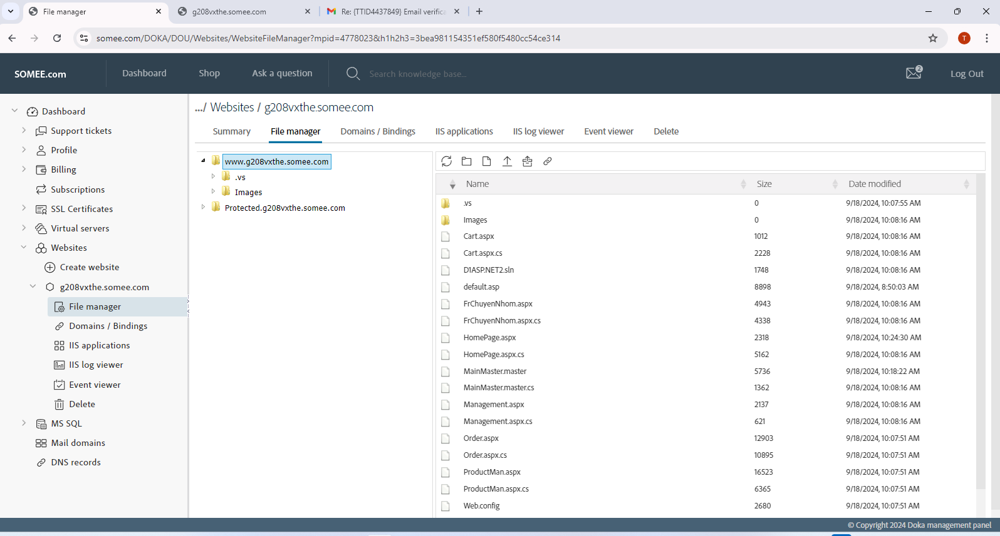 File manager
g208vxthe.somee.com
Re: {TTID4437849} Email verifica
somee.com/DOKA/DOU/Websites/WebsiteFileManager?mpid=4778023&h1h2h3=3bea981154351ef580f5480cc54ce314
T
SOMEE.com
Dashboard
Shop
Ask a question
Search knowledge base...
2
Log Out
Dashboard
Support tickets
Profile
Billing
Subscriptions
SSL Certificates
Virtual servers
Websites
Create website
g208vxthe.somee.com
File manager
Domains / Bindings
IIS applications
IIS log viewer
Event viewer
Delete
MS SQL
Mail domains
DNS records
.../ Websites / g208vxthe.somee.com
Summary File manager Domains / Bindings IIS applications IIS log viewer Event viewer Delete
www.g208vxthe.somee.com
.vs
Images
Protected.g208vxthe.somee.com
Name Size Date modified
.vs 0 9/18/2024, 10:07:55 AM
Images 0 9/18/2024, 10:08:16 AM
Cart.aspx 1012 9/18/2024, 10:08:16 AM
Cart.aspx.cs 2228 9/18/2024, 10:08:16 AM
D1ASP.NET2.sln 1748 9/18/2024, 10:08:16 AM
default.asp 8898 9/18/2024, 8:50:03 AM
FrChuyenNhom.aspx 4943 9/18/2024, 10:08:16 AM
FrChuyenNhom.aspx.cs 4338 9/18/2024, 10:08:16 AM
HomePage.aspx 2318 9/18/2024, 10:24:30 AM
HomePage.aspx.cs 5162 9/18/2024, 10:08:16 AM
MainMaster.master 5736 9/18/2024, 10:18:22 AM
MainMaster.master.cs 1362 9/18/2024, 10:08:16 AM
Management.aspx 2137 9/18/2024, 10:08:16 AM
Management.aspx.cs 621 9/18/2024, 10:08:16 AM
Order.aspx 12903 9/18/2024, 10:07:51 AM
Order.aspx.cs 10895 9/18/2024, 10:07:51 AM
ProductMan.aspx 16523 9/18/2024, 10:07:51 AM
ProductMan.aspx.cs 6365 9/18/2024, 10:07:51 AM
Web.config 2680 9/18/2024, 10:07:51 AM
© Copyright 2024 Doka management panel